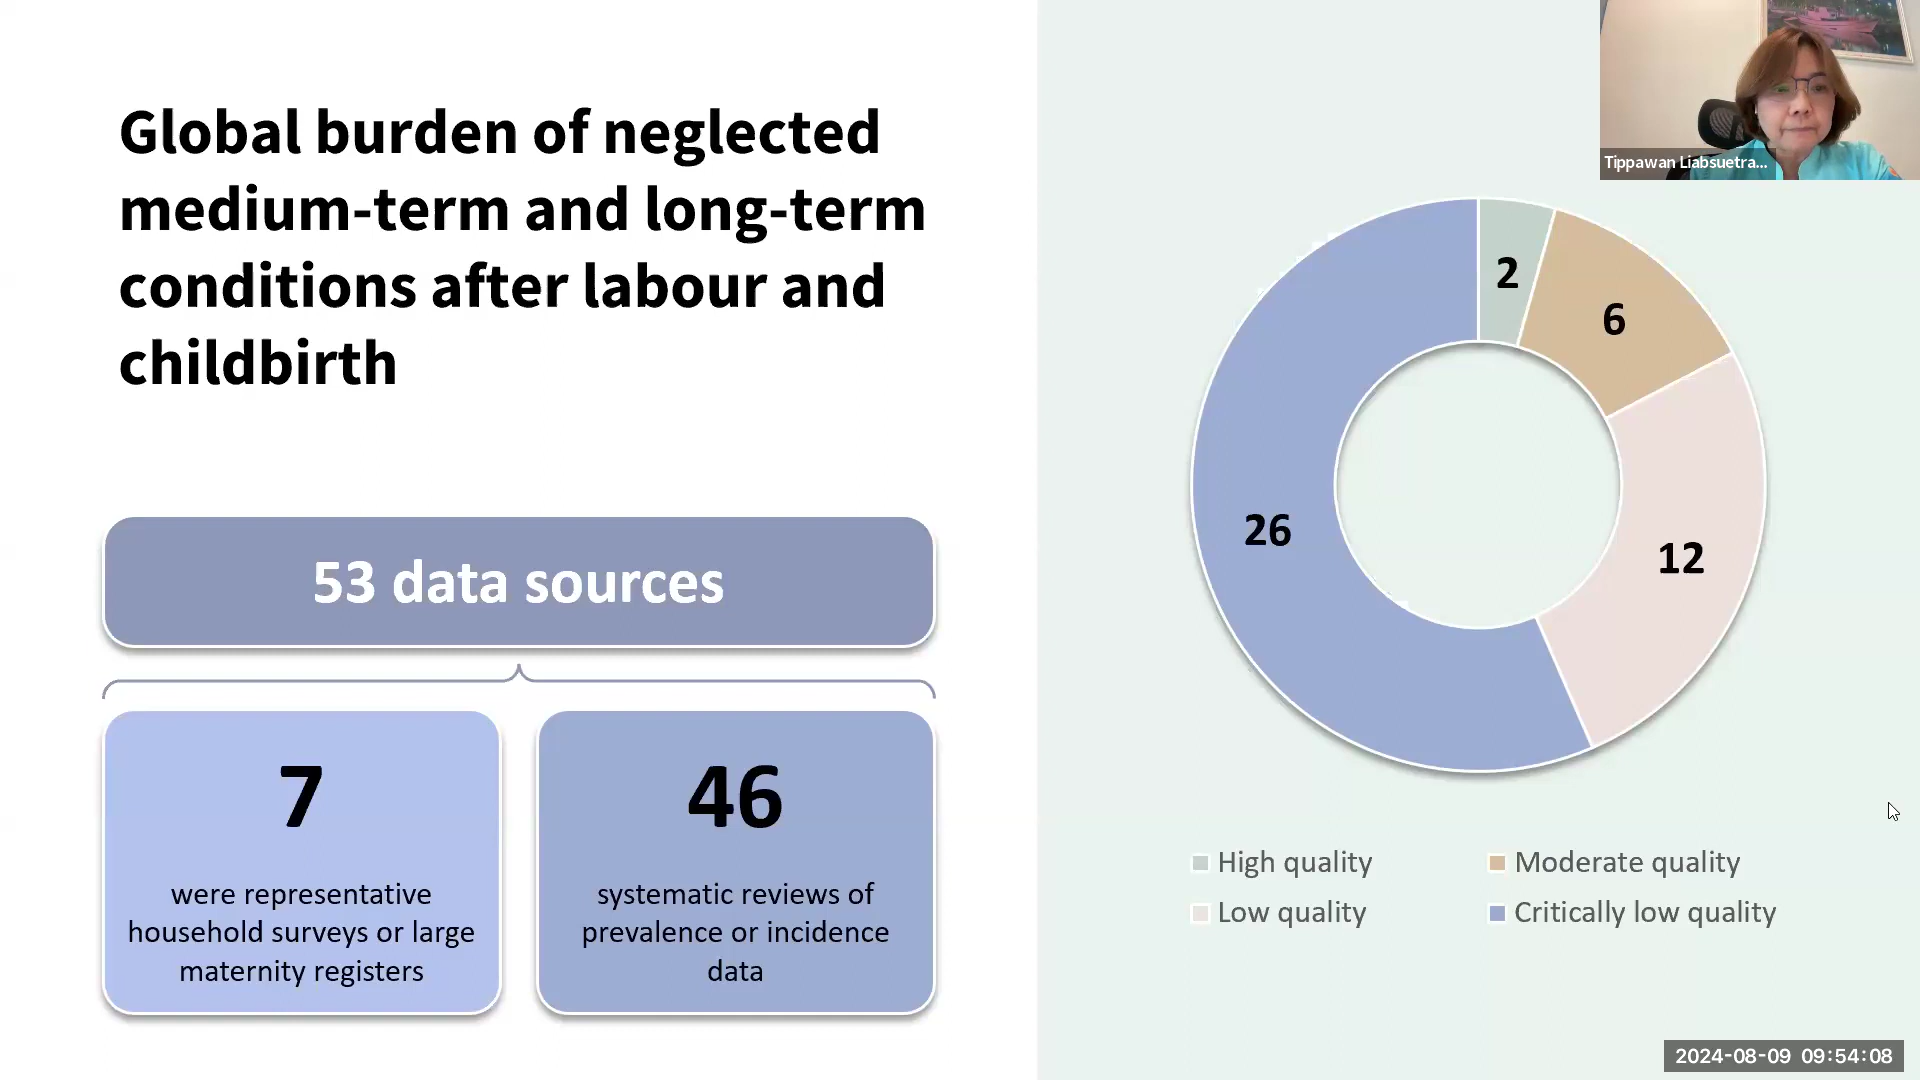 Global burden of neglected
medium-term and long-term
conditions after labour and
childbirth
53 data sources
7
were representative
household surveys or large
maternity registers
46
systematic reviews of
prevalence or incidence
data
Tippawan Liabsuetra...
2
6
12
26
High quality
Moderate quality
Low quality
Critically low quality
2024-08-09 09:54:08